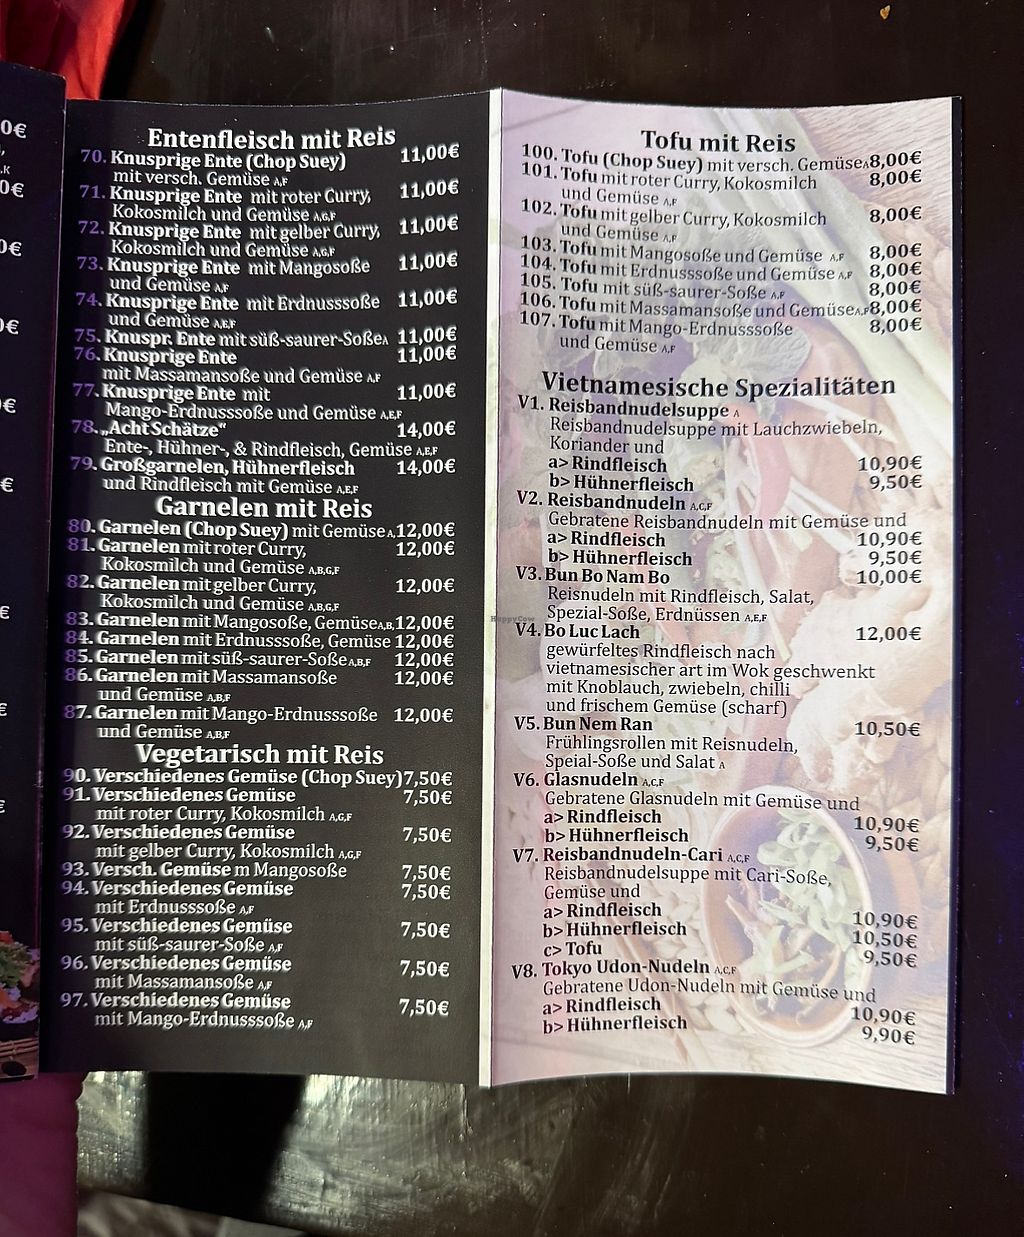 0€
,K
0€
0€
0€
€
€
€
€
€
Entenfleisch mit Reis
70. Knusprige Ente (Chop Suey) 11,00€
mit versch. Gemüse A,F
71. Knusprige Ente mit roter Curry, 11,00€
Kokosmilch und Gemüse A,G,F
72. Knusprige Ente mit gelber Curry, 11,00€
Kokosmilch und Gemüse A,G,F
73. Knusprige Ente mit Mangosoße 11,00€
und Gemüse A,F
74. Knusprige Ente mit Erdnusssoße 11,00€
und Gemüse A,E,F
75. Knuspr. Ente mit süß-saurer-Soße A 11,00€
76. Knusprige Ente 11,00€
mit Massamansoße und Gemüse A,F
77. Knusprige Ente mit 11,00€
Mango-Erdnusssoße und Gemüse A,E,F
78. „Acht Schätze" 14,00€
Ente-, Hühner-, & Rindfleisch, Gemüse A,E,F
79. Großgarnelen, Hühnerfleisch 14,00€
und Rindfleisch mit Gemüse A,E,F
Garnelen mit Reis
80. Garnelen (Chop Suey) mit Gemüse A, 12,00€
81. Garnelen mit roter Curry, 12,00€
Kokosmilch und Gemüse A,B,G,F
82. Garnelen mit gelber Curry, 12,00€
Kokosmilch und Gemüse A,B,G,F
83. Garnelen mit Mangosoße, Gemüse A,B, 12,00€
84. Garnelen mit Erdnusssoße, Gemüse 12,00€
85. Garnelen mit süß-saurer-Soße A,B,F 12,00€
86. Garnelen mit Massamansoße 12,00€
und Gemüse A,B,F
87. Garnelen mit Mango-Erdnusssoße 12,00€
und Gemüse A,B,F
Vegetarisch mit Reis
90. Verschiedenes Gemüse (Chop Suey) 7,50€
91. Verschiedenes Gemüse 7,50€
mit roter Curry, Kokosmilch A,G,F
92. Verschiedenes Gemüse 7,50€
mit gelber Curry, Kokosmilch A,G,F
93. Versch. Gemüse m Mangosoße 7,50€
94. Verschiedenes Gemüse 7,50€
mit Erdnusssoße A,F
95. Verschiedenes Gemüse 7,50€
mit süß-saurer-Soße A,F
96. Verschiedenes Gemüse 7,50€
mit Massamansoße A,F
97. Verschiedenes Gemüse 7,50€
mit Mango-Erdnusssoße A,F
Tofu mit Reis
100. Tofu (Chop Suey) mit versch. Gemüse A 8,00€
101. Tofu mit roter Curry, Kokosmilch 8,00€
und Gemüse A,F
102. Tofu mit gelber Curry, Kokosmilch 8,00€
und Gemüse A,F
103. Tofu mit Mangosoße und Gemüse A,F 8,00€
104. Tofu mit Erdnusssoße und Gemüse A,F 8,00€
105. Tofu mit süß-saurer-Soße A,F 8,00€
106. Tofu mit Massamansoße und Gemüse A,F 8,00€
107. Tofu mit Mango-Erdnusssoße 8,00€
und Gemüse A,F
Vietnamesische Spezialitäten
V1. Reisbandnudelsuppe A
Reisbandnudelsuppe mit Lauchzwiebeln,
Koriander und
a> Rindfleisch 10,90€
b> Hühnerfleisch 9,50€
V2. Reisbandnudeln A,C,F
Gebratene Reisbandnudeln mit Gemüse und
a> Rindfleisch 10,90€
b> Hühnerfleisch 9,50€
V3. Bun Bo Nam Bo 10,00€
Reisnudeln mit Rindfleisch, Salat,
Spezial-Soße, Erdnüssen A,E,F
V4. Bo Luc Lach 12,00€
gewürfeltes Rindfleisch nach
vietnamesischer art im Wok geschwenkt
mit Knoblauch, zwiebeln, chilli
und frischem Gemüse (scharf)
V5. Bun Nem Ran 10,50€
Frühlingsrollen mit Reisnudeln,
Speial-Soße und Salat A
V6. Glasnudeln A,C,F
Gebratene Glasnudeln mit Gemüse und
a> Rindfleisch 10,90€
b> Hühnerfleisch 9,50€
V7. Reisbandnudeln-Cari A,C,F
Reisbandnudelsuppe mit Cari-Soße,
Gemüse und
a> Rindfleisch 10,90€
b> Hühnerfleisch 10,50€
c> Tofu 9,50€
V8. Tokyo Udon-Nudeln A,C,F
Gebratene Udon-Nudeln mit Gemüse und
a> Rindfleisch 10,90€
b> Hühnerfleisch 9,90€
HappyCow